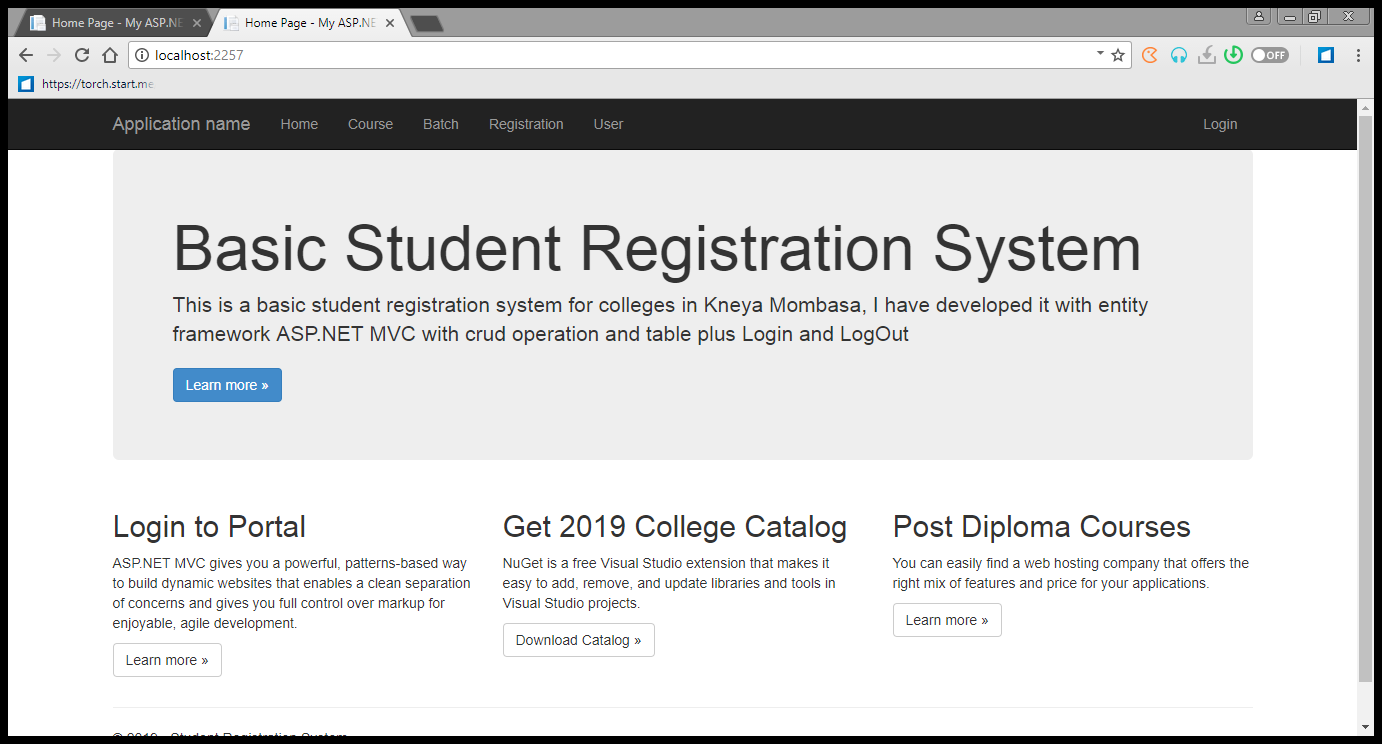 Home Page - My ASP.NE
Home Page - My ASP.NE
localhost:2257
OFF
https://torch.start.me
Application name Home Course Batch Registration User Login
Basic Student Registration System
This is a basic student registration system for colleges in Kneya Mombasa, I have developed it with entity
framework ASP.NET MVC with crud operation and table plus Login and LogOut
Learn more »
Login to Portal
ASP.NET MVC gives you a powerful, patterns-based way
to build dynamic websites that enables a clean separation
of concerns and gives you full control over markup for
enjoyable, agile development.
Learn more »
Get 2019 College Catalog
NuGet is a free Visual Studio extension that makes it
easy to add, remove, and update libraries and tools in
Visual Studio projects.
Download Catalog »
Post Diploma Courses
You can easily find a web hosting company that offers the
right mix of features and price for your applications.
Learn more »
© 2019 - Student Registration System